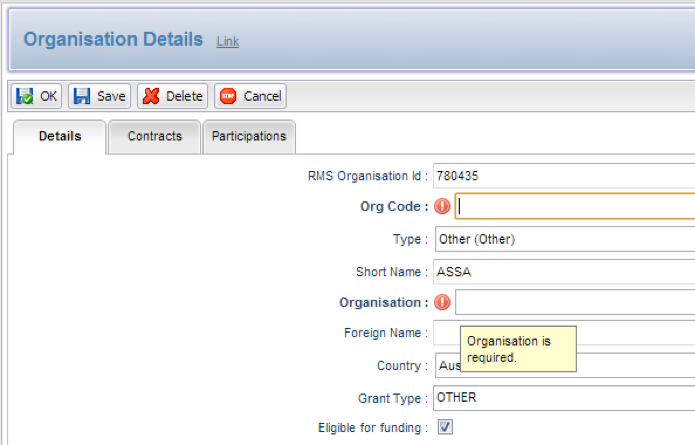 Organisation Details Link
OK Save Delete STOP Cancel
Details Contracts Participations
RMS Organisation Id : 780435
Org Code :
Type : Other (Other)
Short Name : ASSA
Organisation :
Foreign Name :
Organisation is
required.
Country : Aus
Grant Type : OTHER
Eligible for funding :